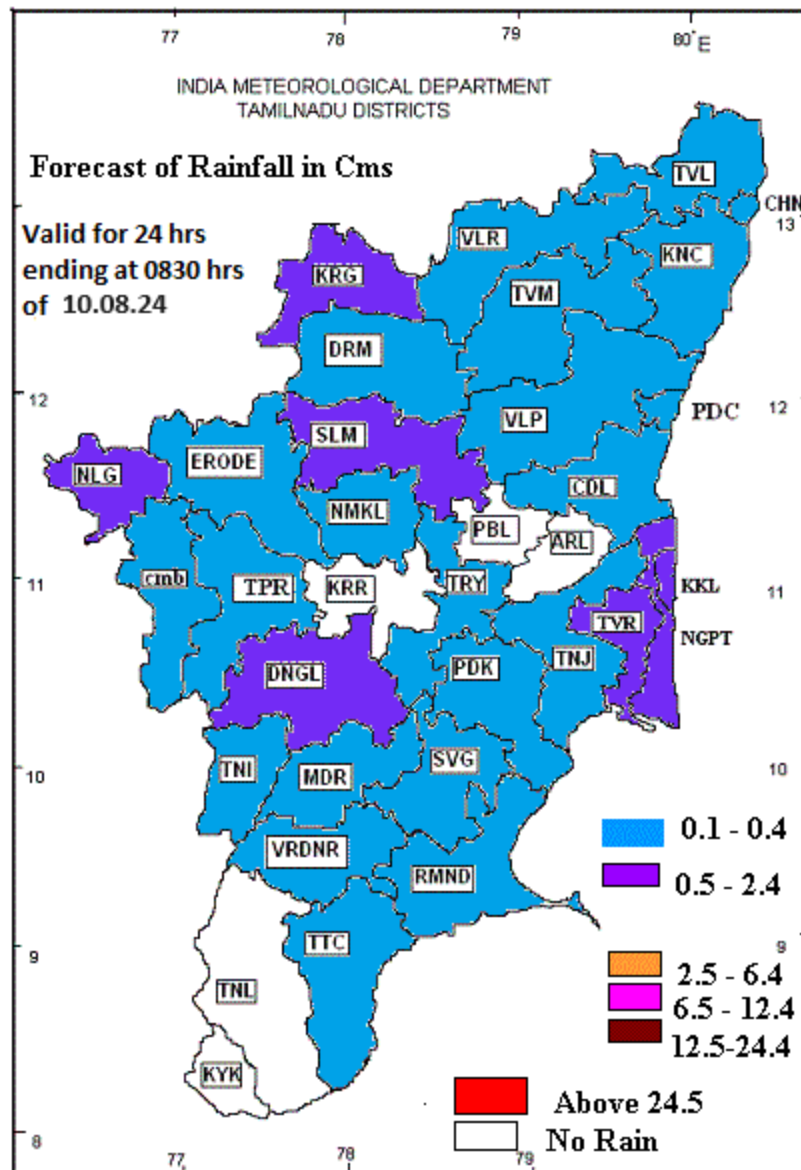 77 78 79 80° E
INDIA METEOROLOGICAL DEPARTMENT
TAMILNADU DISTRICTS
Forecast of Rainfall in Cms
Valid for 24 hrs
ending at 0830 hrs
of 10.08.24
TVL
CHN
13
VLR
KNC
KRG
TVM
DRM
12
12
PDC
VLP
SLM
ERODE
NLG
CDL
NMKL
PBL
ARL
11
cmb
TPR
KRR
TRY
KKL
11
TVR
NGPT
DNGL
PDK
TNJ
10
TNI
MDR
SVG
10
VRDNR
RMND
0.1 - 0.4
0.5 - 2.4
9
TTC
9
TNL
2.5 - 6.4
6.5 - 12.4
12.5-24.4
KYK
Above 24.5
No Rain
8
77 78 79